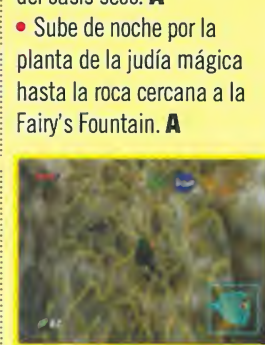 del oasis seco. A
• Sube de noche por la
planta de la judía mágica
hasta la roca cercana a la
Fairy's Fountain. A